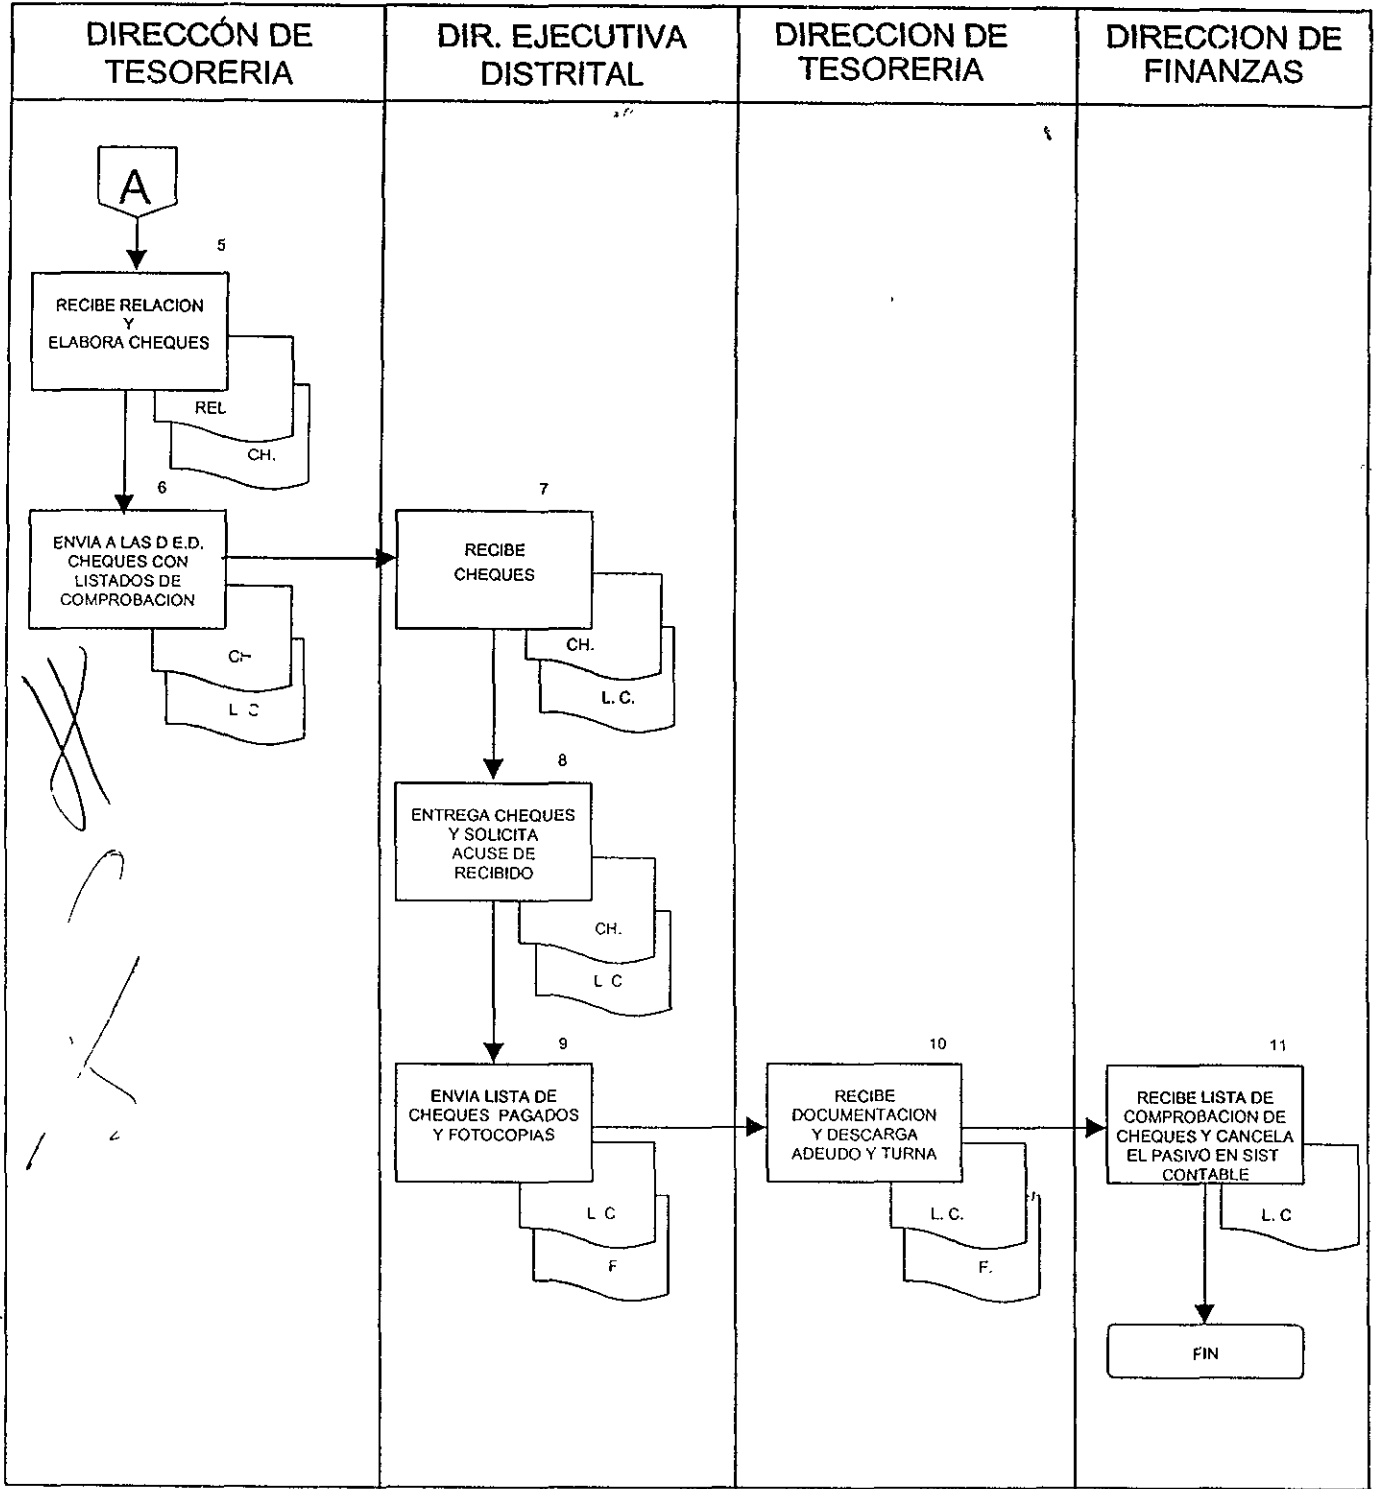 DIRECCÓN DE
TESORERIA
DIR. EJECUTIVA
DISTRITAL
DIRECCION DE
TESORERIA
DIRECCION DE
FINANZAS
A
5
RECIBE RELACION
Y
ELABORA CHEQUES
REL
CH.
6
ENVIA A LAS D E.D.
CHEQUES CON
LISTADOS DE
COMPROBACION
CH
L C
7
RECIBE
CHEQUES
CH.
L. C.
8
ENTREGA CHEQUES
Y SOLICITA
ACUSE DE
RECIBIDO
CH.
L C
9
ENVIA LISTA DE
CHEQUES PAGADOS
Y FOTOCOPIAS
L C
F
10
RECIBE
DOCUMENTACION
Y DESCARGA
ADEUDO Y TURNA
L. C.
F.
11
RECIBE LISTA DE
COMPROBACION DE
CHEQUES Y CANCELA
EL PASIVO EN SIST
CONTABLE
L. C
FIN